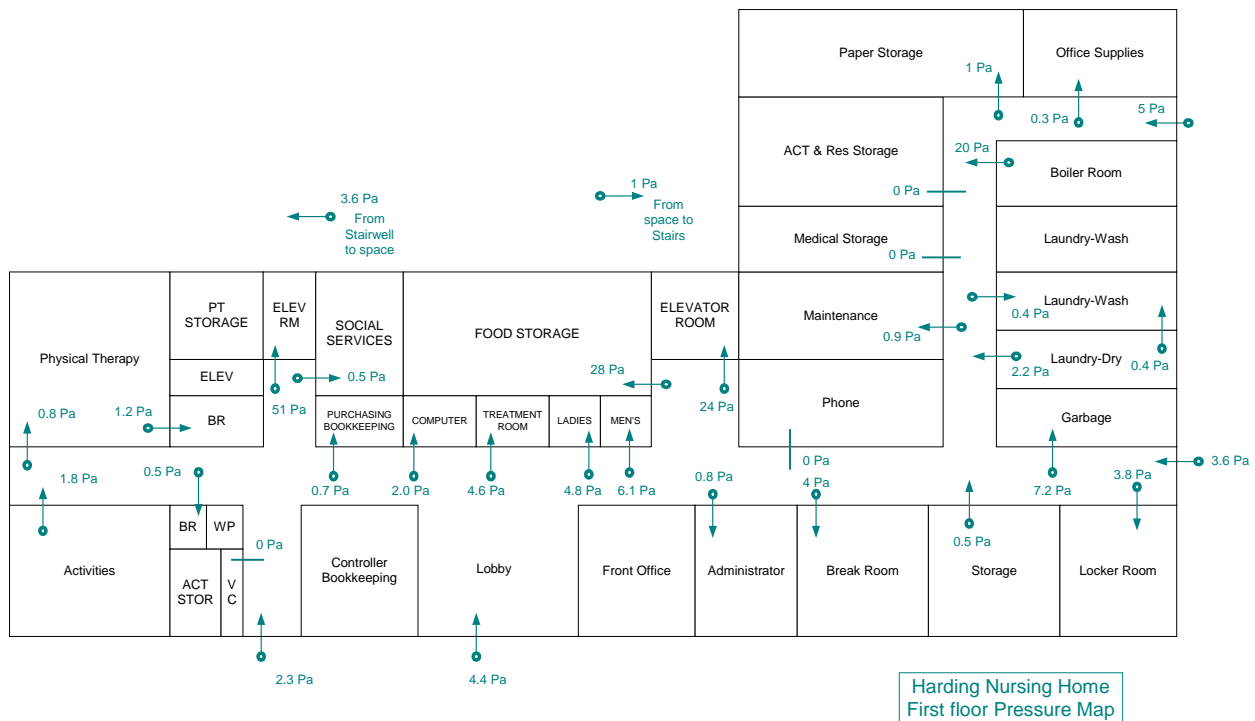 Paper Storage
Office Supplies
1 Pa
0.3 Pa
5 Pa
ACT & Res Storage
20 Pa
Boiler Room
0 Pa
3.6 Pa
From
Stairwell
to space
1 Pa
From
space to
Stairs
Medical Storage
0 Pa
Laundry-Wash
PT
STORAGE
ELEV
RM
SOCIAL
SERVICES
FOOD STORAGE
ELEVATOR
ROOM
Maintenance
0.9 Pa
Laundry-Wash
0.4 Pa
Physical Therapy
ELEV
0.5 Pa
28 Pa
2.2 Pa
Laundry-Dry
0.4 Pa
0.8 Pa
1.2 Pa
BR
51 Pa
PURCHASING
BOOKKEEPING
COMPUTER
TREATMENT
ROOM
LADIES
MEN'S
24 Pa
Phone
Garbage
1.8 Pa
0.5 Pa
0.7 Pa
2.0 Pa
4.6 Pa
4.8 Pa
6.1 Pa
0.8 Pa
0 Pa
4 Pa
7.2 Pa
3.8 Pa
3.6 Pa
BR
WP
0 Pa
0.5 Pa
Activities
ACT
STOR
V
C
Controller
Bookkeeping
Lobby
Front Office
Administrator
Break Room
Storage
Locker Room
2.3 Pa
4.4 Pa
Harding Nursing Home
First floor Pressure Map